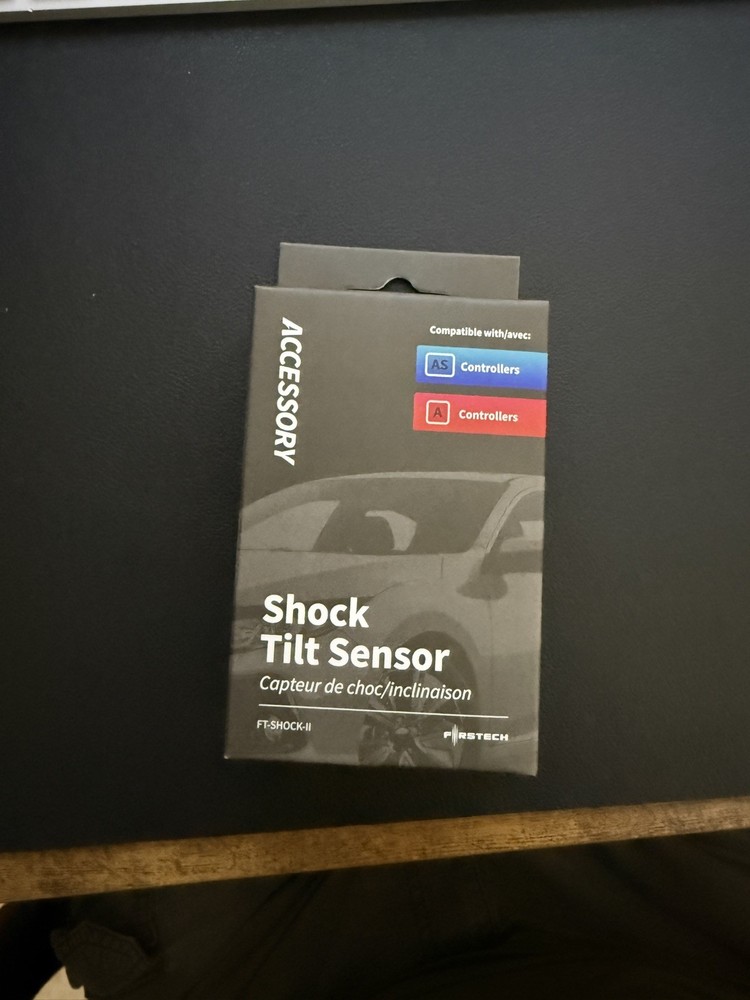 ACCESSORY
Compatible with/avec:
AS Controllers
A Controllers
Shock
Tilt Sensor
Capteur de choc/inclinaison
FT-SHOCK-II
FIRSTECH